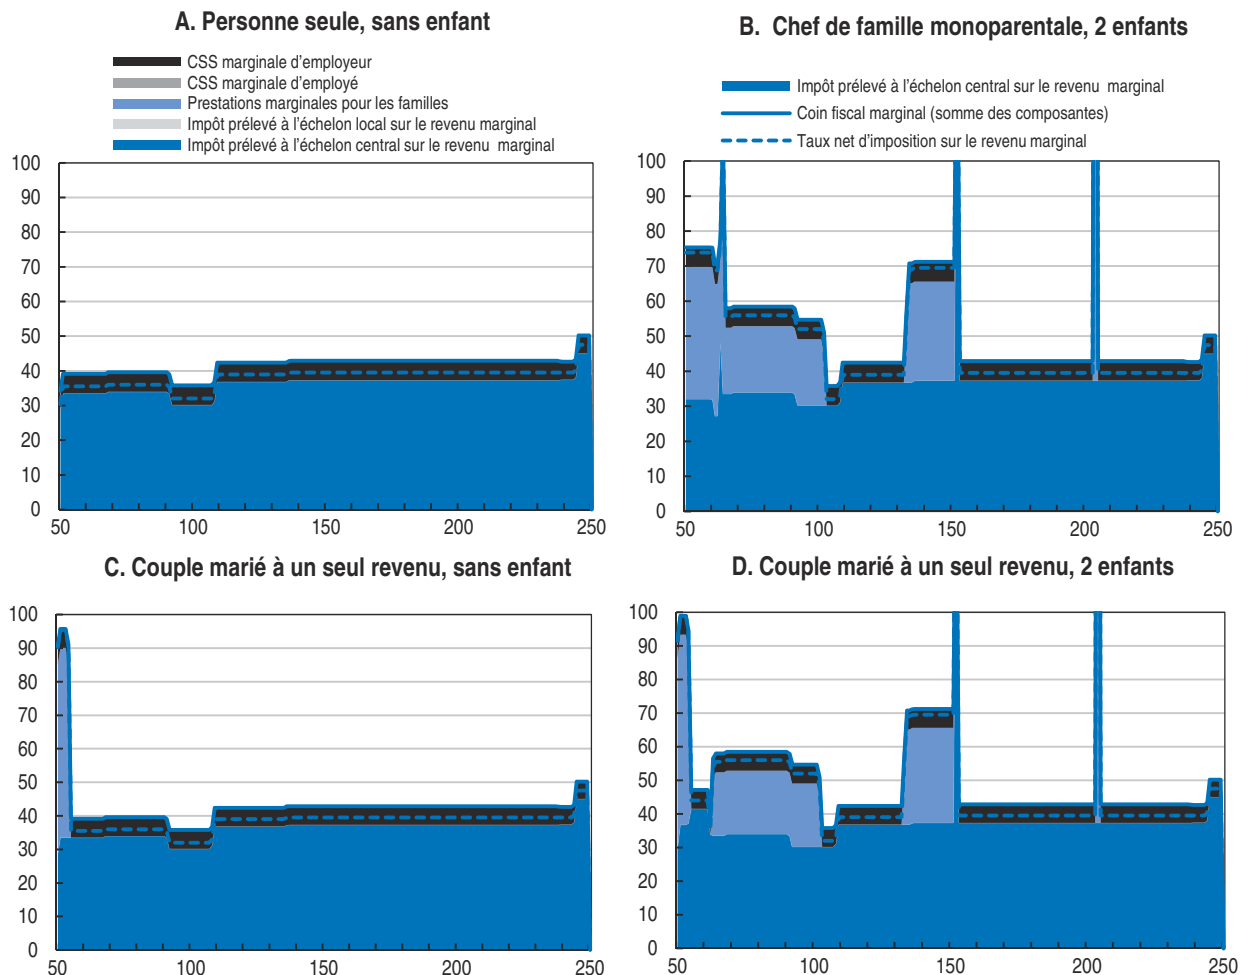 A. Personne seule, sans enfant
CSS marginale d'employeur
CSS marginale d'employé
Prestations marginales pour les familles
Impôt prélevé à l'échelon local sur le revenu marginal
Impôt prélevé à l'échelon central sur le revenu  marginal
100
90
80
70
60
50
40
30
20
10
0
50 100 150 200 250
B.  Chef de famille monoparentale, 2 enfants
Impôt prélevé à l'échelon central sur le revenu  marginal
Coin fiscal marginal (somme des composantes)
Taux net d'imposition sur le revenu marginal
100
90
80
70
60
50
40
30
20
10
0
50 100 150 200 250
C. Couple marié à un seul revenu, sans enfant
100
90
80
70
60
50
40
30
20
10
0
50 100 150 200 250
D. Couple marié à un seul revenu, 2 enfants
100
90
80
70
60
50
40
30
20
10
0
50 100 150 200 250